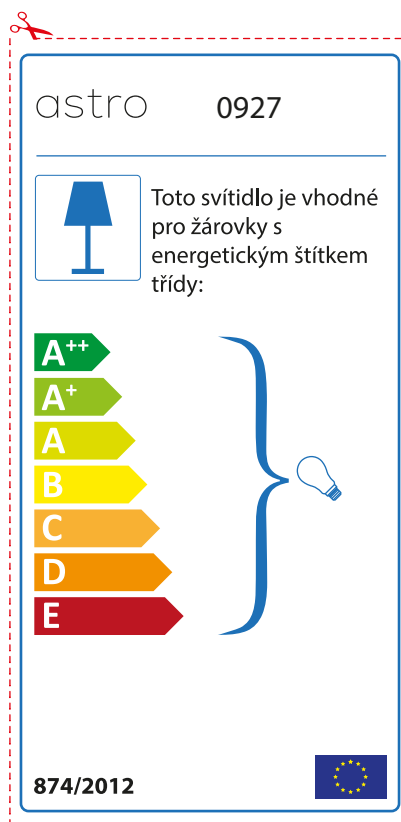 astro 0927
Toto svítidlo je vhodné
pro žárovky s
energetickým štítkem
třídy:
A++
A+
A
B
C
D
E
874/2012